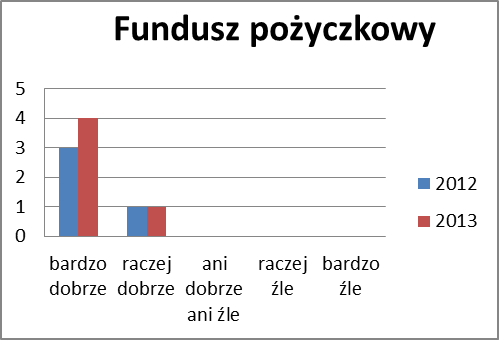 Fundusz pożyczkowy
5
4
3
2
1
0
bardzo dobrze
raczej dobrze
ani dobrze ani źle
raczej źle
bardzo źle
2012
2013